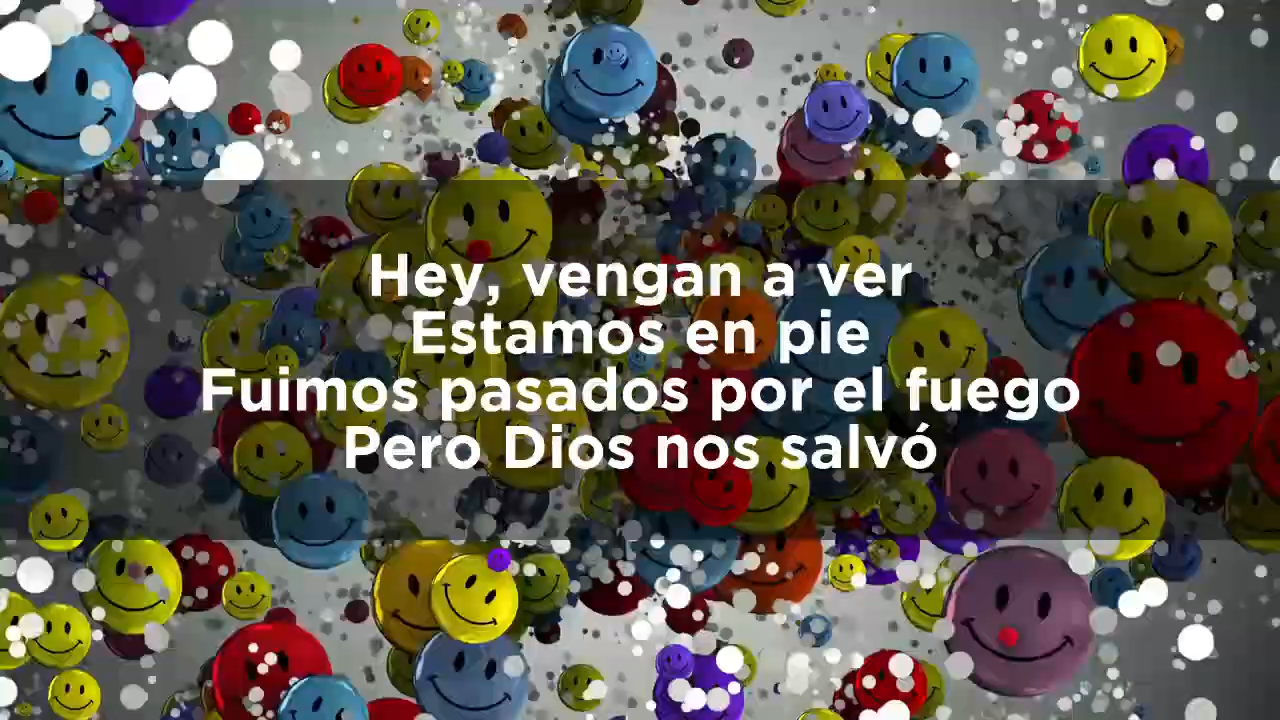 Hey, vengan a ver
Estamos en pie
Fuimos pasados por el fuego
Pero Dios nos salvó